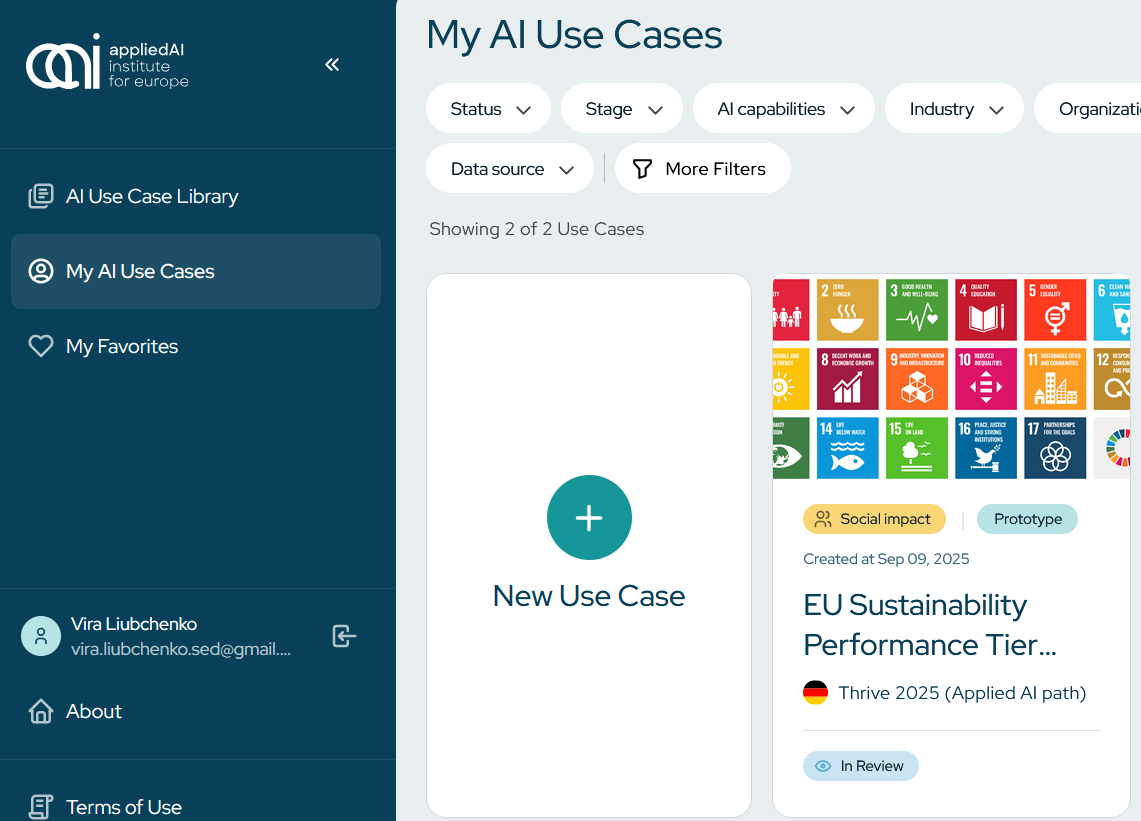 appliedAI
institute
for europe
«
AI Use Case Library
My AI Use Cases
My Favorites
Vira Liubchenko
vira.liubchenko.sed@gmail....
About
Terms of Use
My AI Use Cases
Status
Stage
AI capabilities
Industry
Organizati
Data source
More Filters
Showing 2 of 2 Use Cases
New Use Case
2 ZERO
HUNGER
3 GOOD HEALTH
AND WELL-BEING
4 QUALITY
EDUCATION
5 GENDER
EQUALITY
6 CLEAN W
AND SANI
8 DECENT WORK AND
ECONOMIC GROWTH
9 INDUSTRY, INNOVATION
AND INFRASTRUCTURE
10 REDUCED
INEQUALITIES
11 SUSTAINABLE CITIES
AND COMMUNITIES
12 RESPON
CONSU
AND PRO
14 LIFE
BELOW WATER
15 LIFE
ON LAND
16 PEACE, JUSTICE
AND STRONG
INSTITUTIONS
17 PARTNERSHIPS
FOR THE GOALS
Social impact
Prototype
Created at Sep 09, 2025
EU Sustainability
Performance Tier...
Thrive 2025 (Applied AI path)
In Review